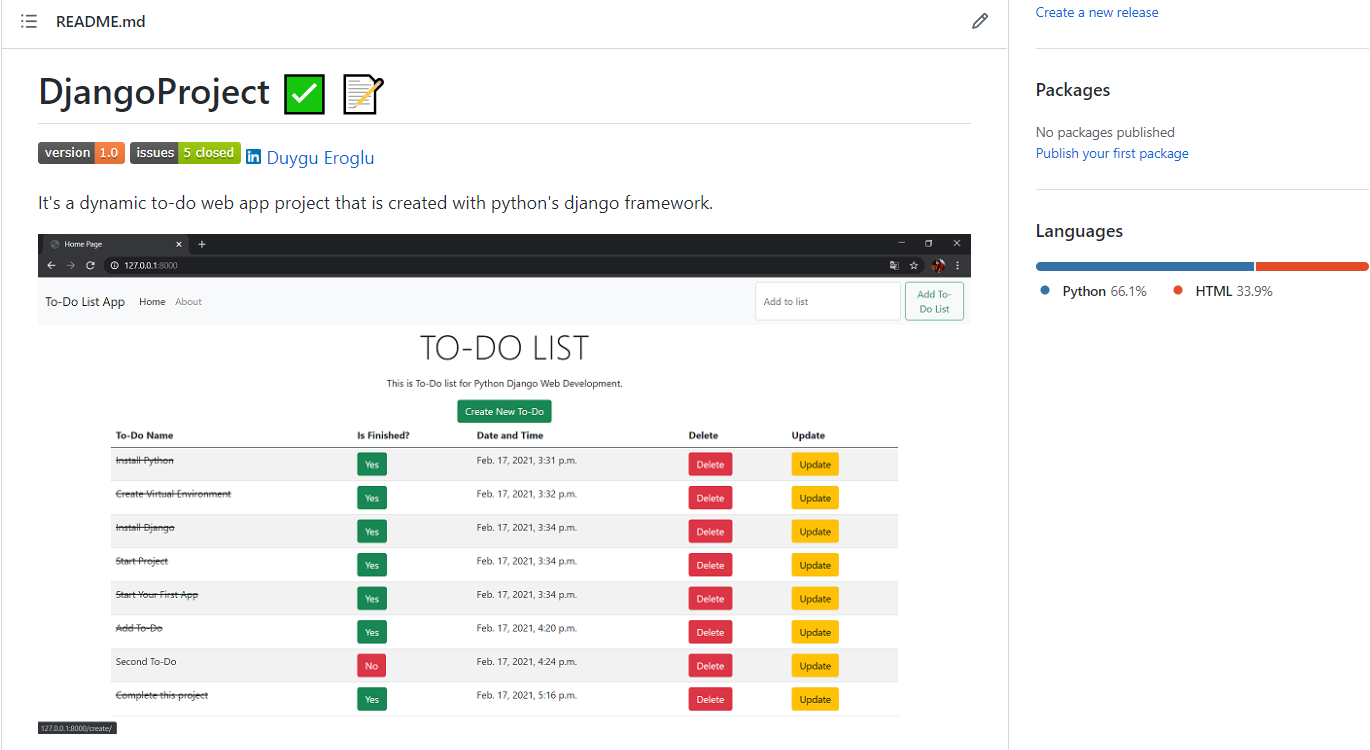 README.md
DjangoProject
version 1.0 issues 5 closed Duygu Eroglu
It's a dynamic to-do web app project that is created with python's django framework.
Home Page
127.0.0.1:8000
To-Do List App Home About Add to list Add To-
Do List
TO-DO LIST
This is To-Do list for Python Django Web Development.
Create New To-Do
To-Do Name Is Finished? Date and Time Delete Update
Install Python Yes Feb. 17, 2021, 3:31 p.m. Delete Update
Create Virtual Environment Yes Feb. 17, 2021, 3:32 p.m. Delete Update
Install Django Yes Feb. 17, 2021, 3:34 p.m. Delete Update
Start Project Yes Feb. 17, 2021, 3:34 p.m. Delete Update
Start Your First App Yes Feb. 17, 2021, 3:34 p.m. Delete Update
Add To-Do Yes Feb. 17, 2021, 4:20 p.m. Delete Update
Second To-Do No Feb. 17, 2021, 4:24 p.m. Delete Update
Complete this project Yes Feb. 17, 2021, 5:16 p.m. Delete Update
127.0.0.1:8000/create/
Create a new release
Packages
No packages published
Publish your first package
Languages
Python 66.1% HTML 33.9%